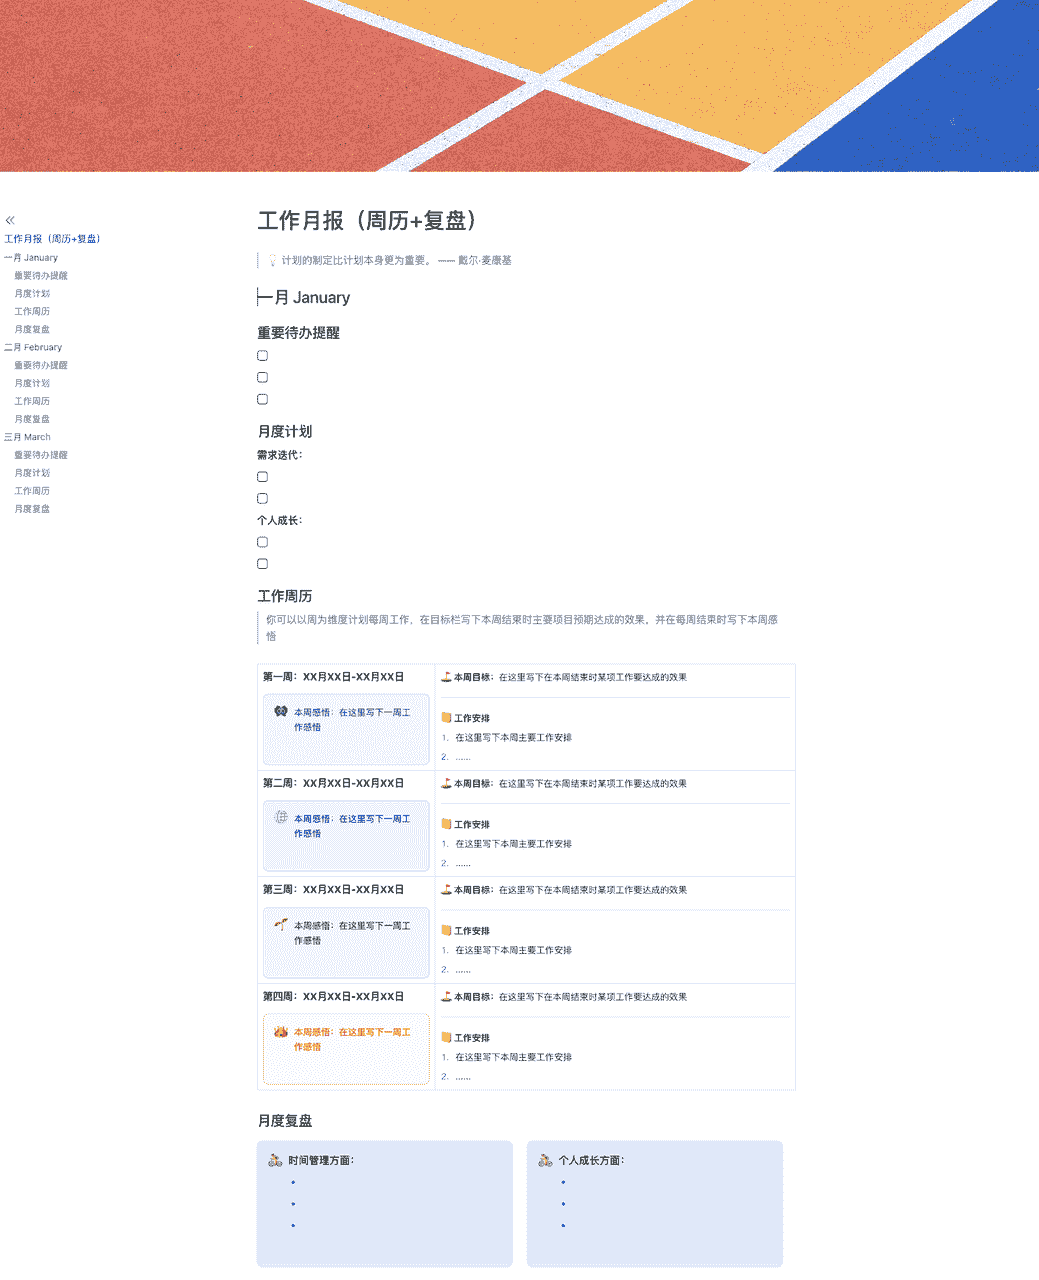 工作月报（周历+复盘）
一月 January
重要待办提醒
月度计划
工作周历
月度复盘
二月 February
重要待办提醒
月度计划
工作周历
月度复盘
三月 March
重要待办提醒
月度计划
工作周历
月度复盘
工作月报（周历+复盘）
计划的制定比计划本身更为重要。 —— 戴尔·麦康基
一月 January
重要待办提醒
月度计划
需求迭代：
个人成长：
工作周历
你可以以周为维度计划每周工作，在目标栏写下本周结束时主要项目预期达成的效果，并在每周结束时写下本周感
悟
第一周：XX月XX日-XX月XX日
本周感悟：在这里写下一周工
作感悟
本周目标：在这里写下在本周结束时某项工作要达成的效果
工作安排
1. 在这里写下本周主要工作安排
2. ......
第二周：XX月XX日-XX月XX日
本周感悟：在这里写下一周工
作感悟
本周目标：在这里写下在本周结束时某项工作要达成的效果
工作安排
1. 在这里写下本周主要工作安排
2. ......
第三周：XX月XX日-XX月XX日
本周感悟：在这里写下一周工
作感悟
本周目标：在这里写下在本周结束时某项工作要达成的效果
工作安排
1. 在这里写下本周主要工作安排
2. ......
第四周：XX月XX日-XX月XX日
本周感悟：在这里写下一周工
作感悟
本周目标：在这里写下在本周结束时某项工作要达成的效果
工作安排
1. 在这里写下本周主要工作安排
2. ......
月度复盘
时间管理方面：
个人成长方面：